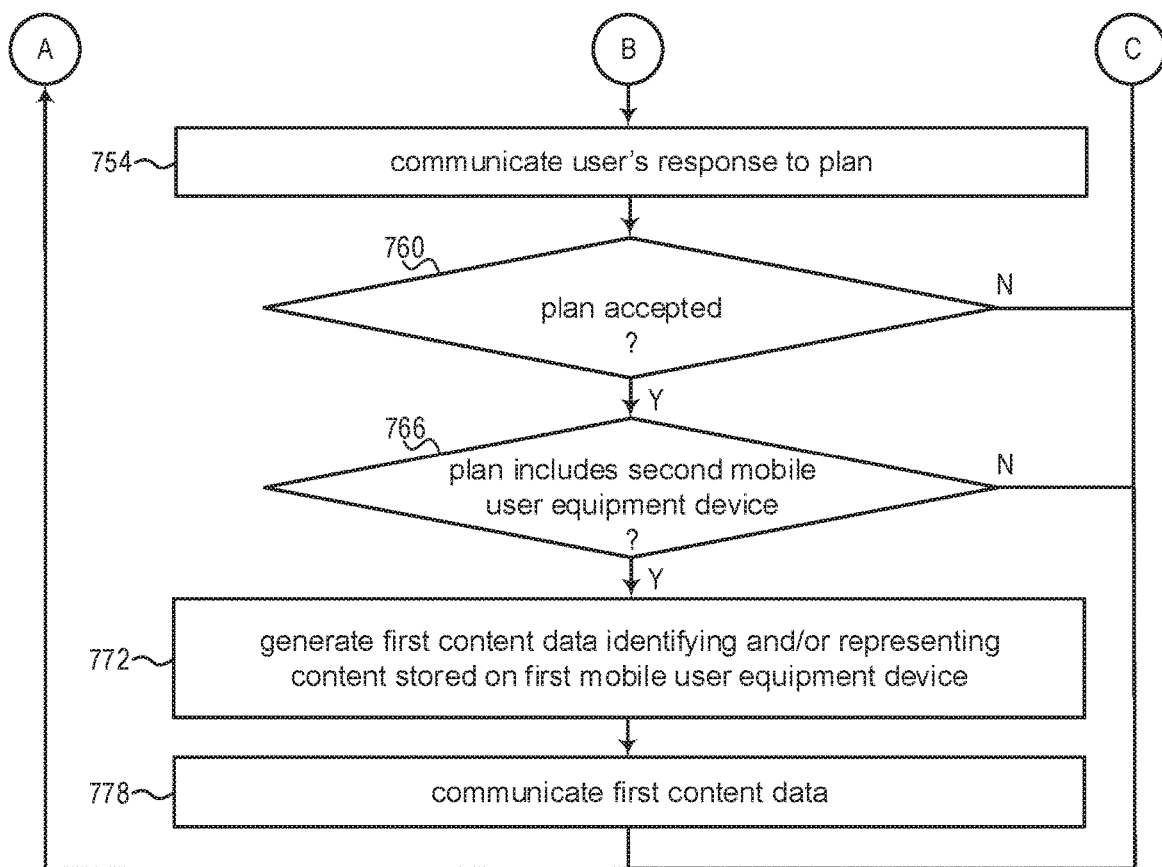 A
B
C
754
communicate user's response to plan
760
plan accepted
?
N
Y
766
plan includes second mobile
user equipment device
?
N
Y
772
generate first content data identifying and/or representing
content stored on first mobile user equipment device
778
communicate first content data